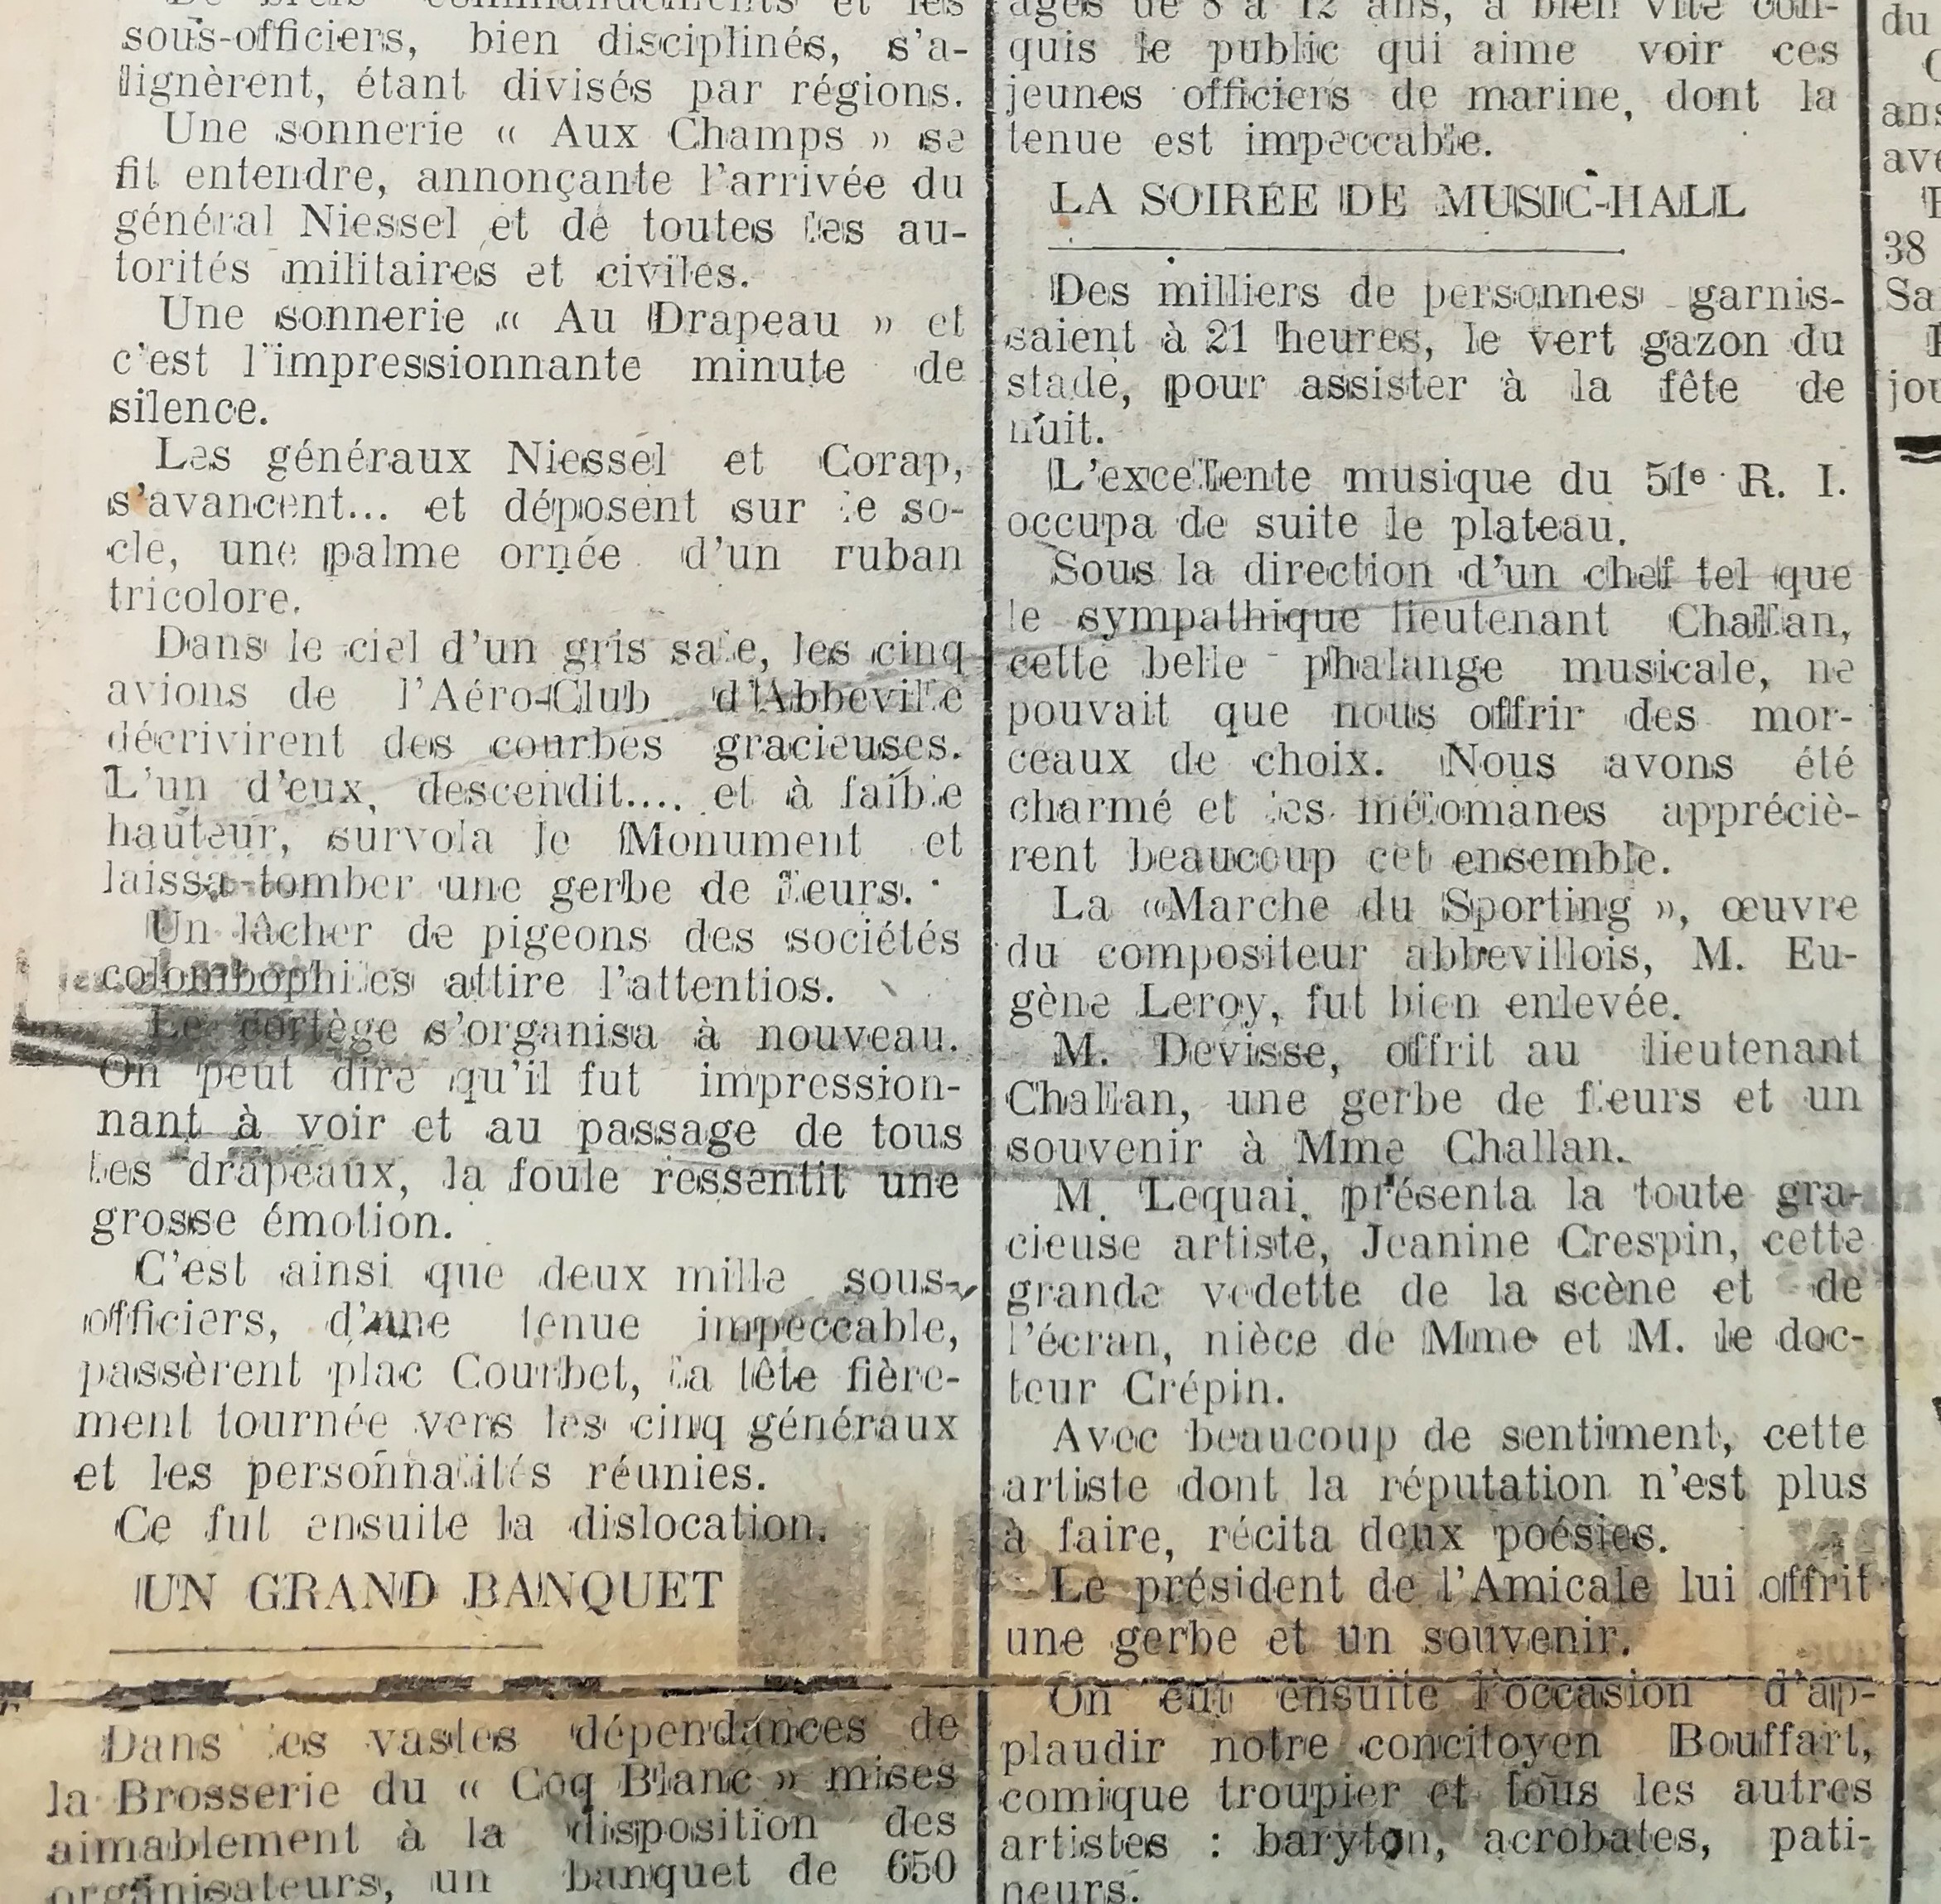 De brefs commandements et les
sous-officiers, bien disciplinés, s'a-
lignèrent, étant divisés par régions.
Une sonnerie « Aux Champs » se
fit entendre, annonçante l'arrivée du
général Niessel et de toutes les au-
torités militaires et civiles.
Une sonnerie « Au Drapeau » et
c'est l'impressionnante minute de
silence.
Les généraux Niessel et Corap,
s'avancent... et déposent sur le so-
cle, une palme ornée d'un ruban
tricolore.
Dans le ciel d'un gris sale, les cinq
avions de l'Aéro-Club d'Abbeville
décrivirent des courbes gracieuses.
L'un d'eux, descendit.... et à faible
hauteur, survola le Monument et
laissa tomber une gerbe de fleurs.
Un lâcher de pigeons des sociétés
colombophiles attire l'attentios.
Le cortège s'organisa à nouveau.
On peut dire qu'il fut impression-
nant à voir et au passage de tous
les drapeaux, la foule ressentit une
grosse émotion.
C'est ainsi que deux mille sous-
officiers, d'une tenue impeccable,
passèrent plac Courbet, la tête fière-
ment tournée vers les cinq généraux
et les personnalités réunies.
Ce fut ensuite la dislocation.
UN GRAND BANQUET
Dans les vastes dépendances de
la Brosserie du « Coq Blanc » mises
aimablement à la disposition des
organisateurs, un banquet de 650
âgés de 8 à 12 ans, a bien vite con-
quis le public qui aime voir ces
jeunes officiers de marine, dont la
tenue est impeccable.
LA SOIREE DE MUSIC-HALL
Des milliers de personnes garnis-
saient à 21 heures, le vert gazon du
stade, pour assister à la fête de
nuit.
L'excellente musique du 51e R. I.
occupa de suite le plateau.
Sous la direction d'un chef tel que
le sympathique lieutenant Challan,
cette belle phalange musicale, ne
pouvait que nous offrir des mor-
ceaux de choix. Nous avons été
charmé et les mélomanes appréciè-
rent beaucoup cet ensemble.
La «Marche du Sporting », œuvre
du compositeur abbevillois, M. Eu-
gène Leroy, fut bien enlevée.
M. Devisse, offrit au lieutenant
Challan, une gerbe de fleurs et un
souvenir à Mme Challan.
M. Lequai, présenta la toute gra-
cieuse artiste, Jeanine Crespin, cette
grande vedette de la scène et de
l'écran, nièce de Mme et M. le doc-
teur Crépin.
Avec beaucoup de sentiment, cette
artiste dont la réputation n'est plus
à faire, récita deux poésies.
Le président de l'Amicale lui offrit
une gerbe et un souvenir.
On eut ensuite l'occasion d'ap-
plaudir notre concitoyen Bouffart,
comique troupier et tous les autres
artistes : baryton, acrobates, pati-
neurs.
du
ans
38